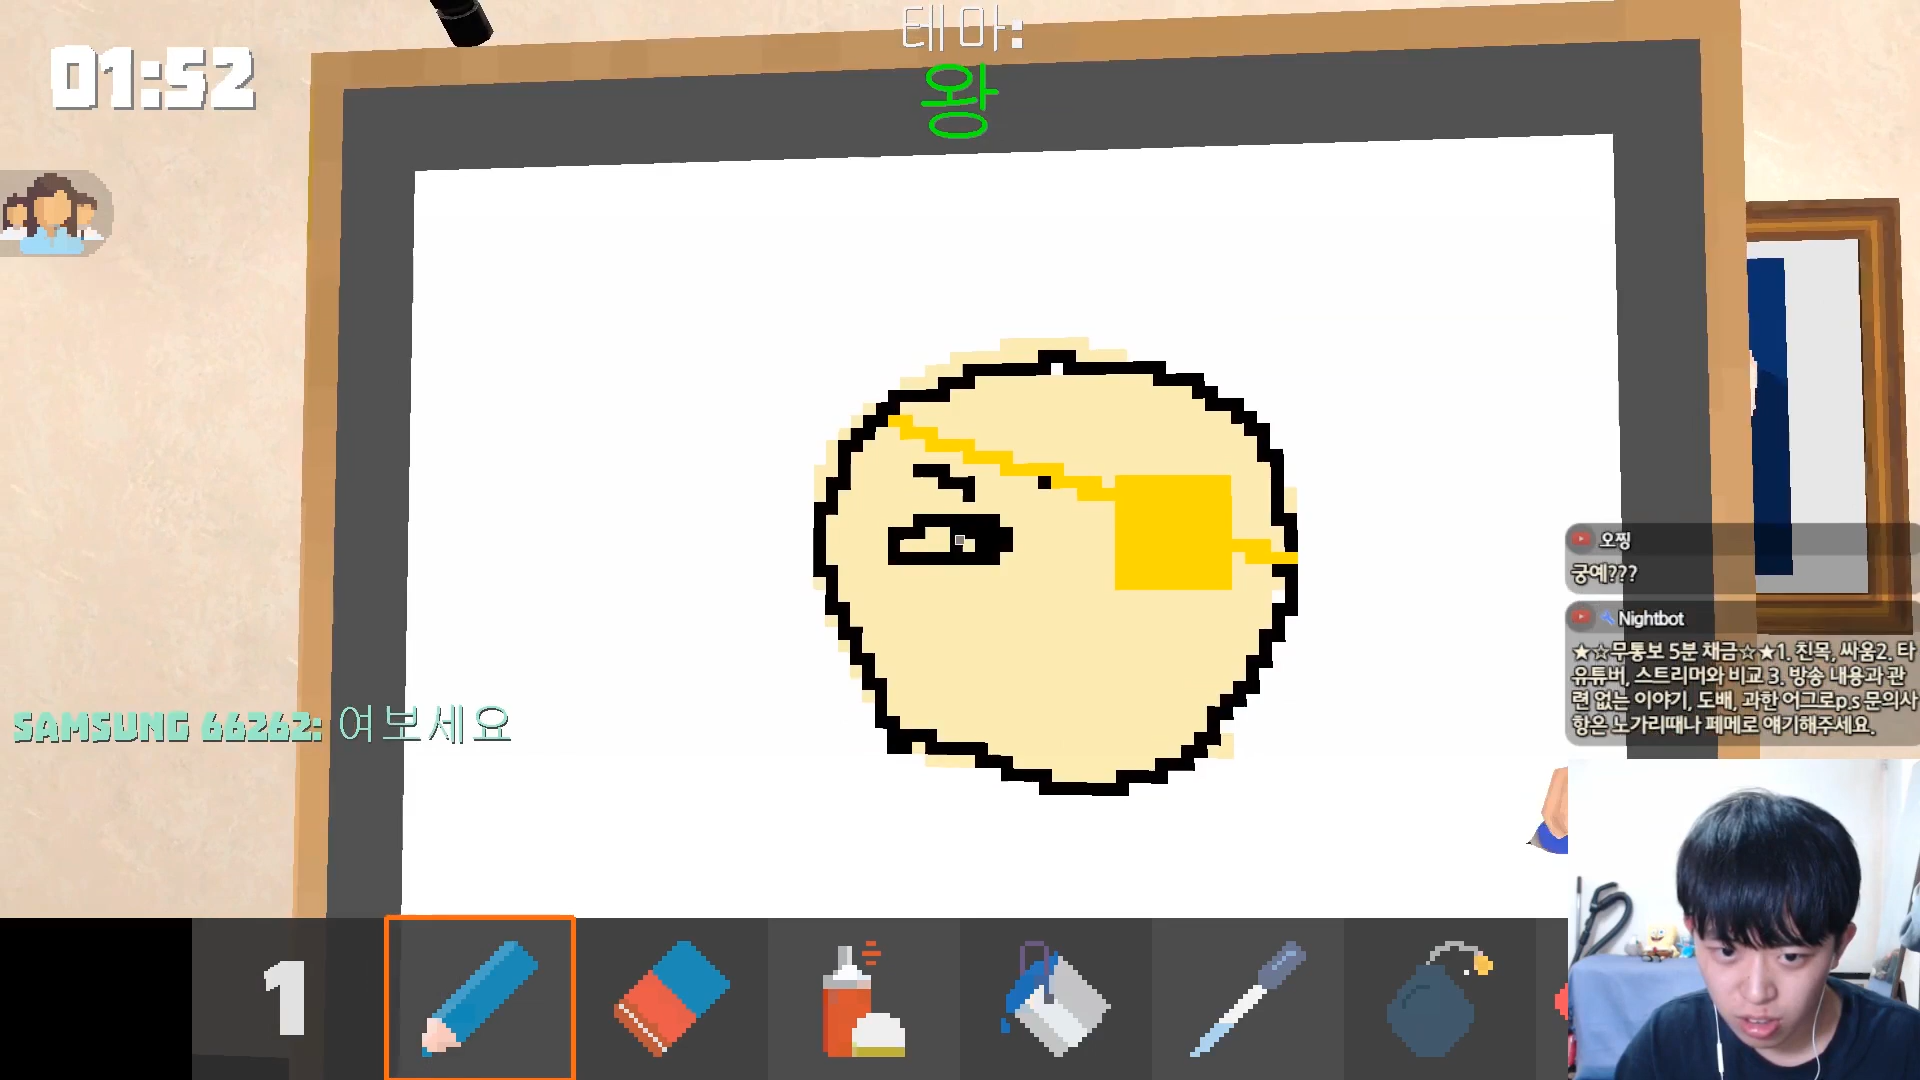 테마:
01:52
왕
오찡
궁예???
Nightbot
★☆무통보 5분 채금☆★1. 친목, 싸움2. 타
유튜버, 스트리머와 비교 3. 방송 내용과 관
련 없는 이야기, 도배, 과한 어그로p.s 문의사
항은 노가리때나 페메로 얘기해주세요.
SAMSUNG 66262: 여보세요
1